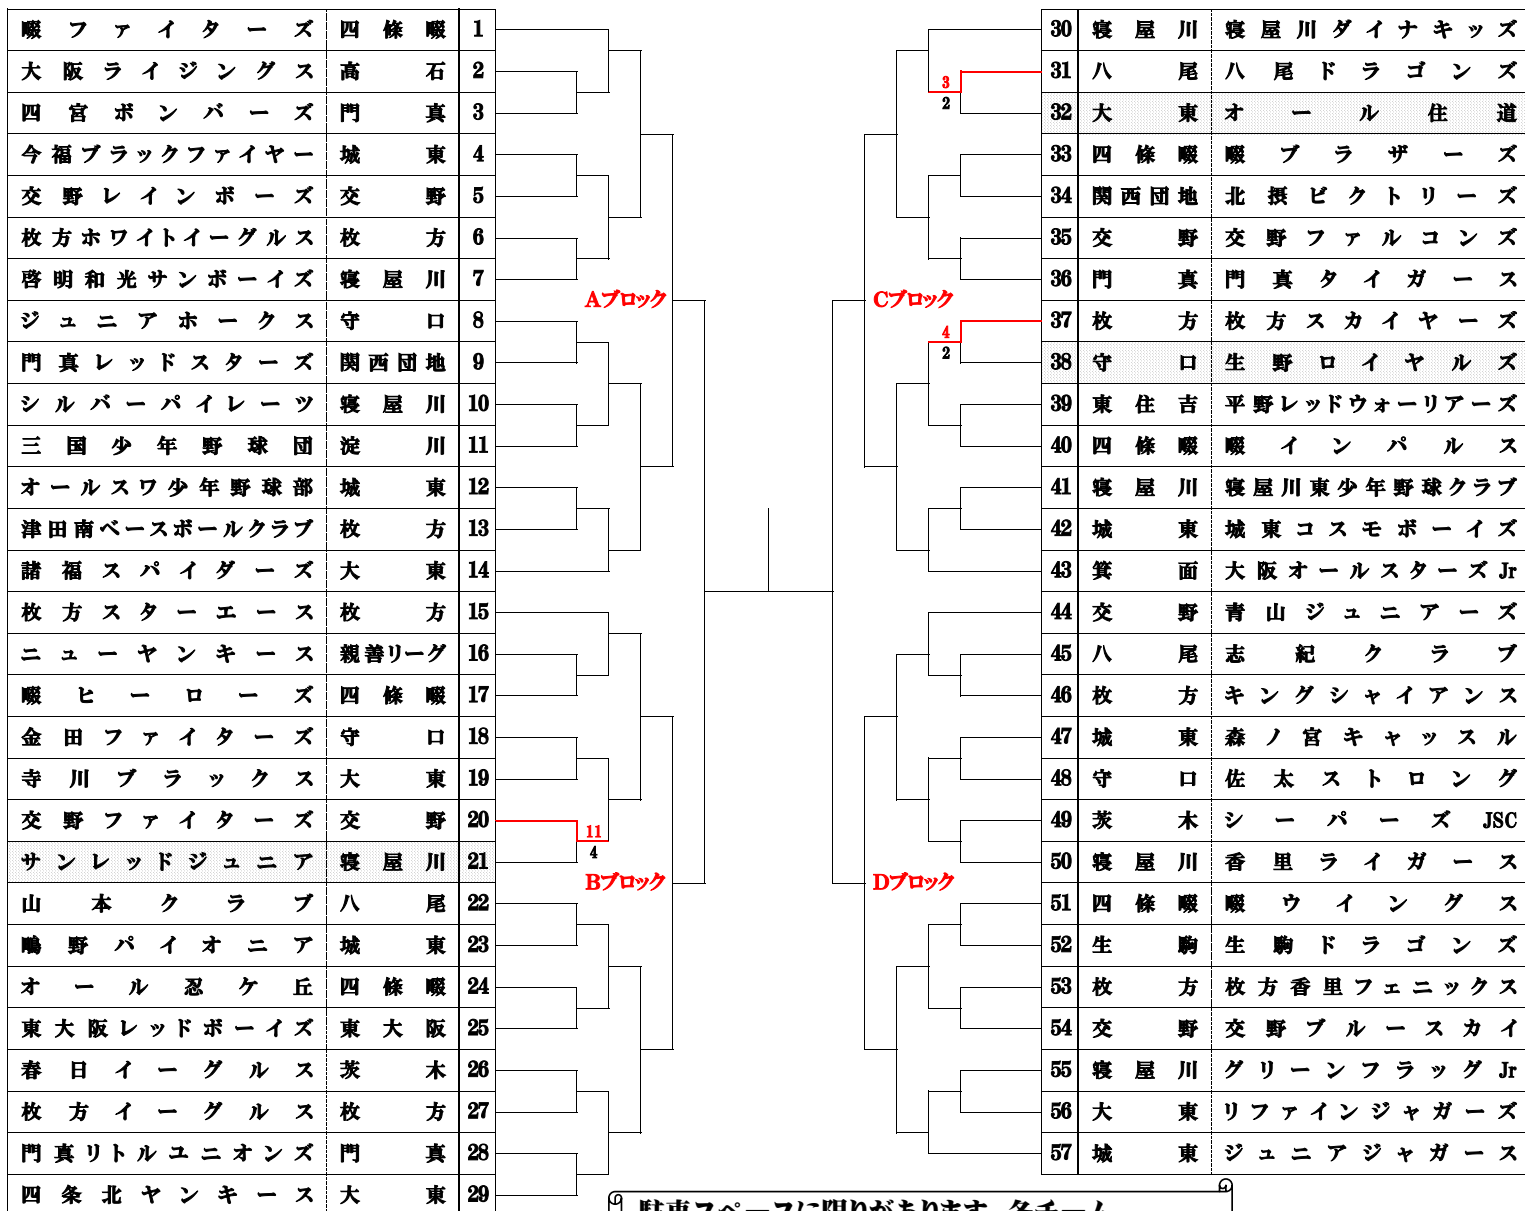 畷ファイターズ 四條畷 1
大阪ライジングス 高石 2
四宮ボンバーズ 門真 3
今福ブラックファイヤー 城東 4
交野レインボーズ 交野 5
枚方ホワイトイーグルス 枚方 6
啓明和光サンボーイズ 寝屋川 7
ジュニアホークス 守口 8
門真レッドスターズ 関西団地 9
シルバーパイレーツ 寝屋川 10
三国少年野球団 淀川 11
オールスワ少年野球部 城東 12
津田南ベースボールクラブ 枚方 13
諸福スパイダーズ 大東 14
枚方スターエース 枚方 15
ニューヤンキース 親善リーグ 16
畷ヒーローズ 四條畷 17
金田ファイターズ 守口 18
寺川ブラックス 大東 19
交野ファイターズ 交野 20
サンレッドジュニア 寝屋川 21
山本クラブ 八尾 22
鴫野パイオニア 城東 23
オール忍ケ丘 四條畷 24
東大阪レッドボーイズ 東大阪 25
春日イーグルス 茨木 26
枚方イーグルス 枚方 27
門真リトルユニオンズ 門真 28
四条北ヤンキース 大東 29
Aブロック
11
4
Bブロック
3
2
Cブロック
4
2
Dブロック
30 寝屋川 寝屋川ダイナキッズ
31 八尾 八尾ドラゴンズ
32 大東 オール住道
33 四條畷 畷ブラザーズ
34 関西団地 北摂ビクトリーズ
35 交野 交野ファルコンズ
36 門真 門真タイガース
37 枚方 枚方スカイヤーズ
38 守口 生野ロイヤルズ
39 東住吉 平野レッドウォーリアーズ
40 四條畷 畷インパルス
41 寝屋川 寝屋川東少年野球クラブ
42 城東 城東コスモボーイズ
43 箕面 大阪オールスターズJr
44 交野 青山ジュニアーズ
45 八尾 志紀クラブ
46 枚方 キングシャイアンス
47 城東 森ノ宮キャッスル
48 守口 佐太ストロング
49 茨木 シーパーズJSC
50 寝屋川 香里ライガース
51 四條畷 畷ウイングス
52 生駒 生駒ドラゴンズ
53 枚方 枚方香里フェニックス
54 交野 交野ブルースカイ
55 寝屋川 グリーンフラッグJr
56 大東 リファインジャガーズ
57 城東 ジュニアジャガース
駐車スペースに限りがあります。各チーム